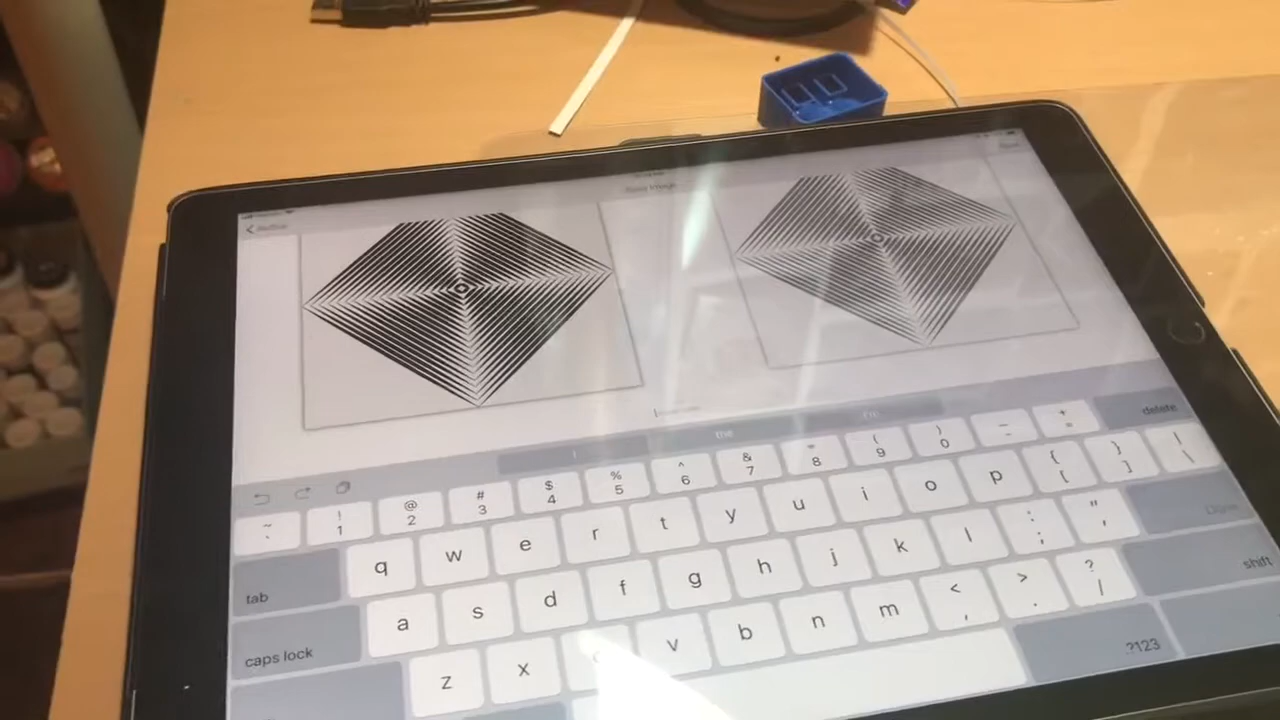 the
I'm
delete
~ `
! 1
@ 2
# 3
$ 4
% 5
^ 6
& 7
* 8
( 9
) 0
_ -
+ =
tab
q w e r t y u i o p { [ } ] | \
caps lock
a s d f g h j k l : ; " '
shift
z x c v b n m < , > . ? /
.?123